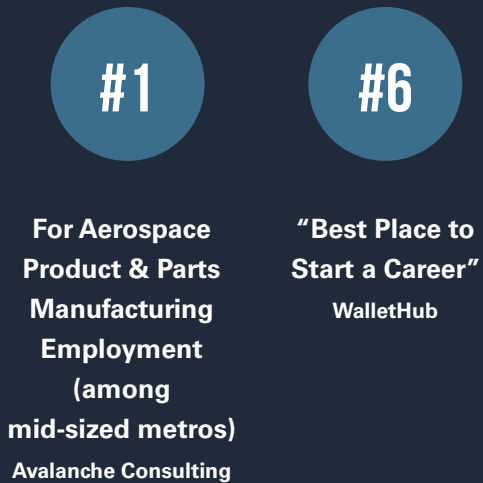 #1
For Aerospace
Product & Parts
Manufacturing
Employment
(among
mid-sized metros)
Avalanche Consulting
#6
“Best Place to
Start a Career”
WalletHub